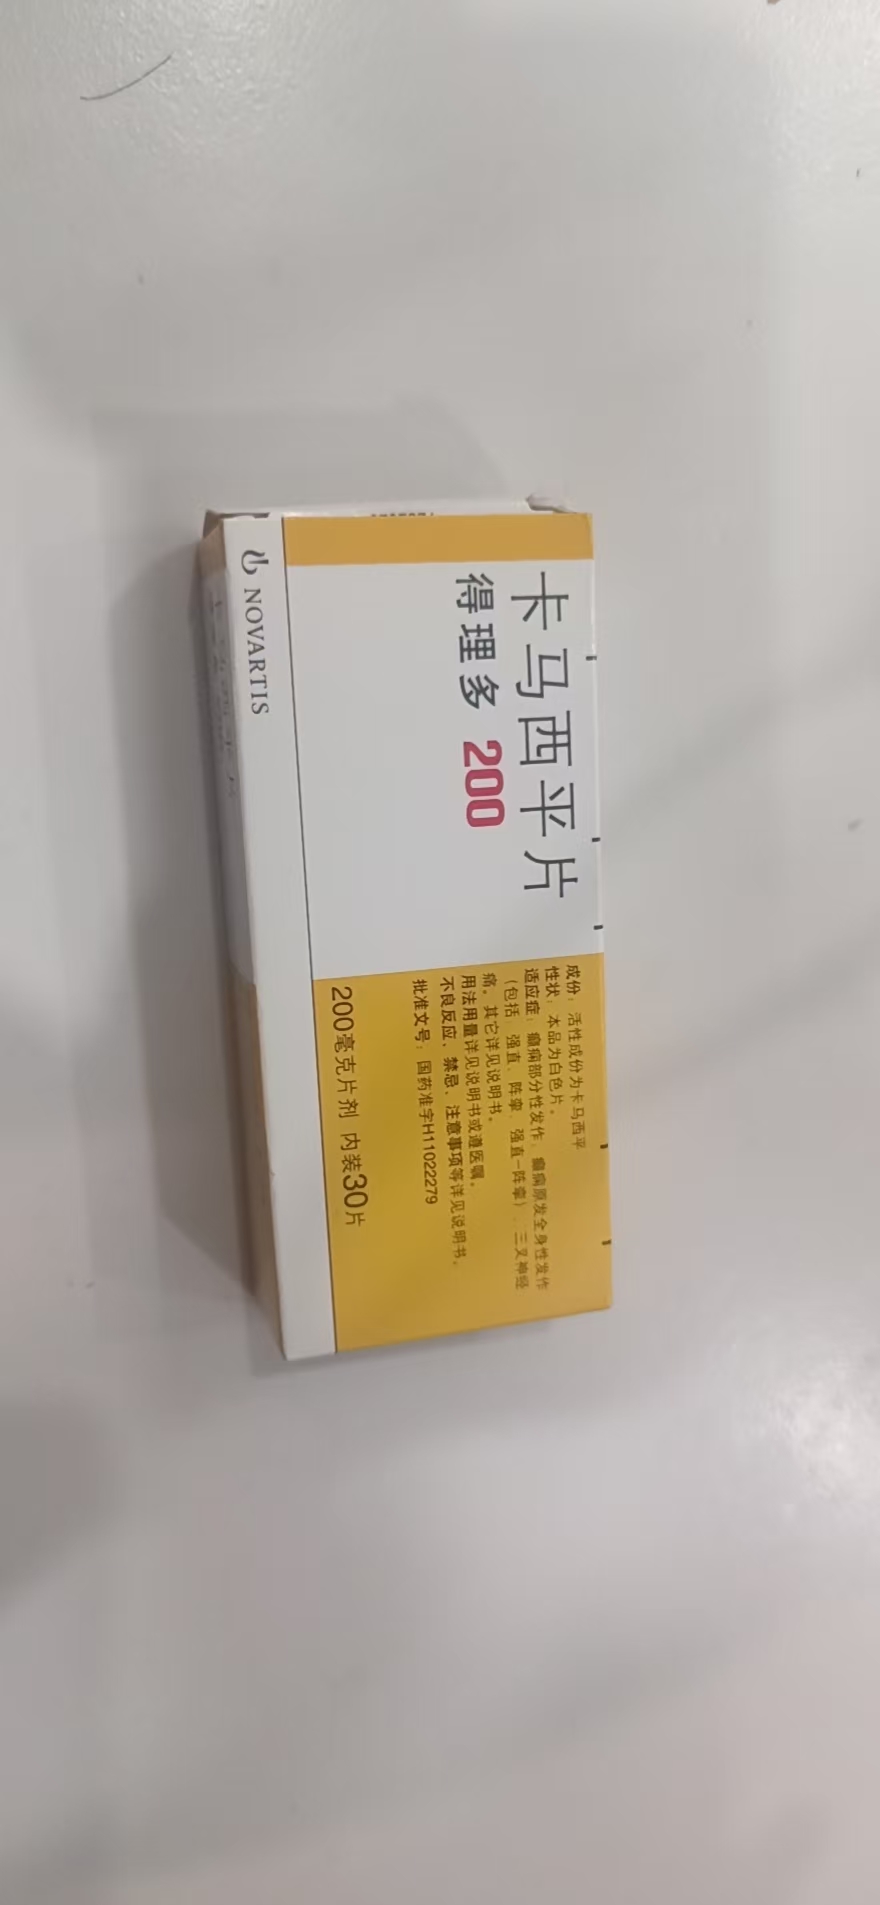 卡马西平片
得理多 200
成份：活性成份为卡马西平
性状：本品为白色片。
适应症：癫痫部分性发作、癫痫原发全身性发作
（包括：强直、阵挛、强直-阵挛）、三叉神经
痛。其它详见说明书。
用法用量详见说明书或遵医嘱。
不良反应、禁忌、注意事项等详见说明书。
批准文号：国药准字H11022279
200毫克片剂 内装30片
NOVARTIS